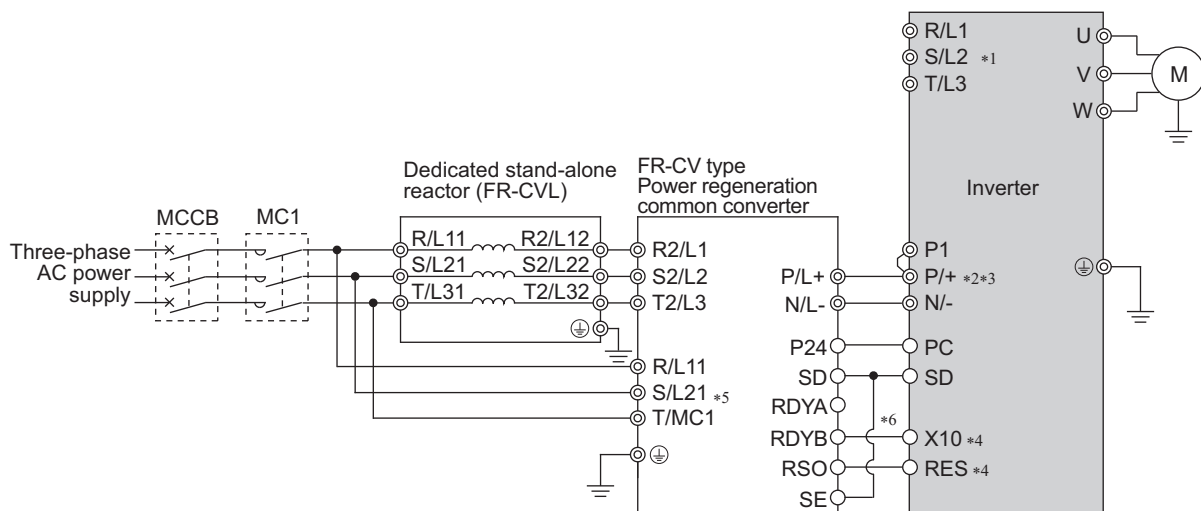 Three-phase
AC power
supply
MCCB
MC1
Dedicated stand-alone
reactor (FR-CVL)
R/L11 R2/L12
S/L21 S2/L22
T/L31 T2/L32
FR-CV type
Power regeneration
common converter
R2/L1
S2/L2
T2/L3
R/L11
S/L21 *5
T/MC1
P/L+
N/L-
P24
SD
RDYA
RDYB
RSO
SE
*6
R/L1
S/L2 *1
T/L3
Inverter
P1
P/+ *2*3
N/-
PC
SD
X10 *4
RES *4
U
V
W
M